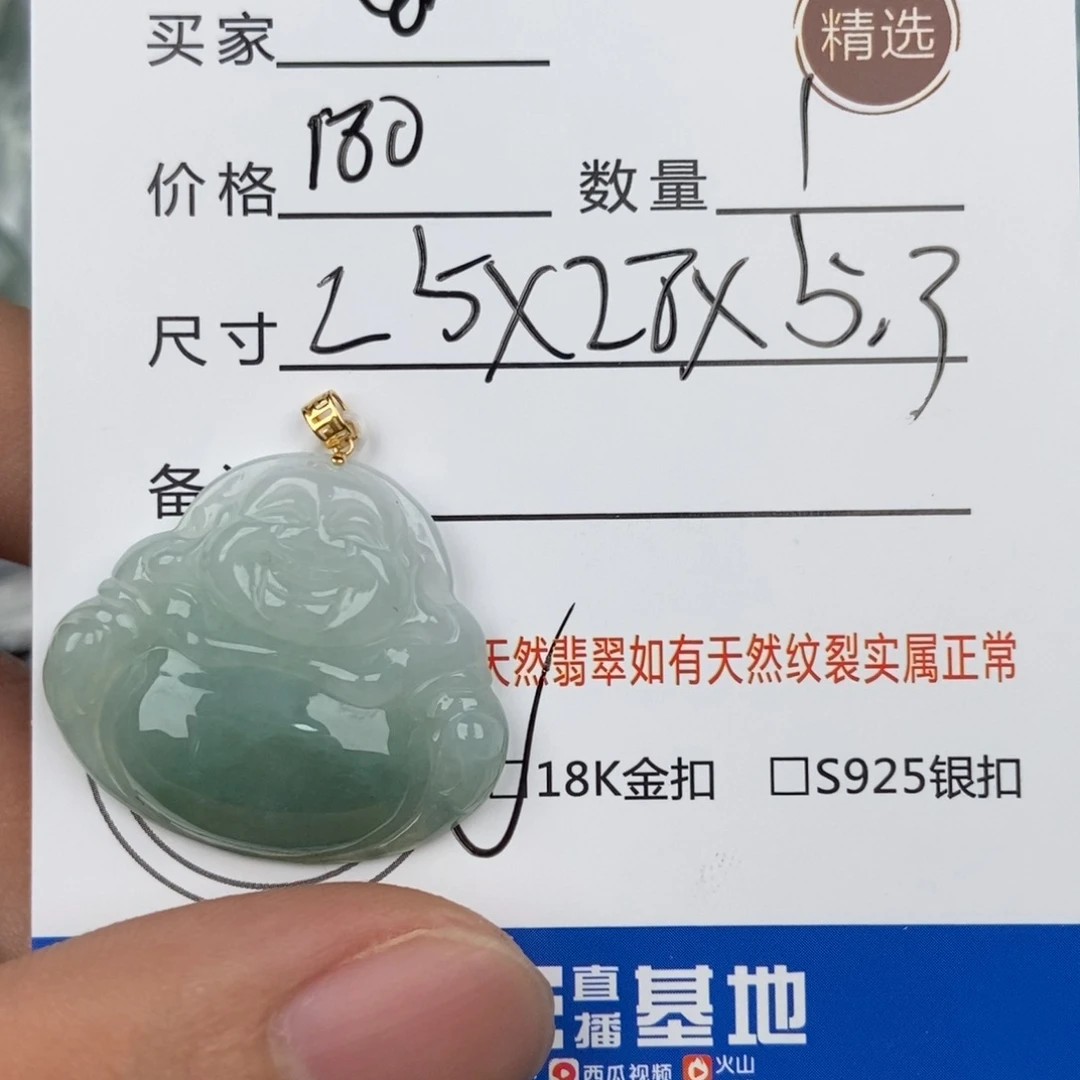 精选
买家
价格 180 数量 1
尺寸 25X28X5.3
备
天然翡翠如有天然纹裂实属正常
□18K金扣 □S925银扣
直播基地
西瓜视频 火山